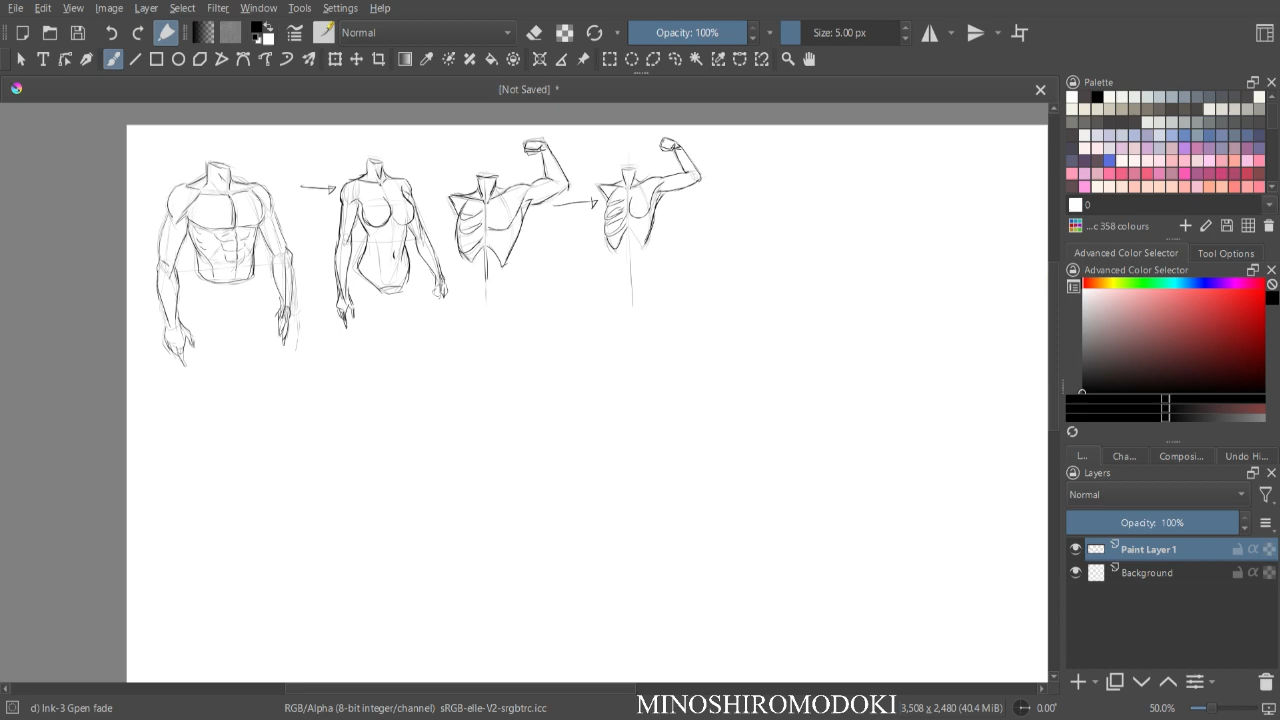 File Edit View Image Layer Select Filter Window Tools Settings Help
Normal Opacity: 100% Size: 5.00 px
[Not Saved] *
Palette
0
...c 358 colours
Advanced Color Selector Tool Options
Advanced Color Selector
L... Cha... Composi... Undo Hi...
Layers
Normal
Opacity: 100%
Paint Layer 1
Background
d) Ink-3 Gpen fade RGB/Alpha (8-bit integer/channel) sRGB-elle-V2-srgbtrc.icc MINOSHIROMODOKI 3,508 x 2,480 (40.4 MiB) 0.00° 50.0%